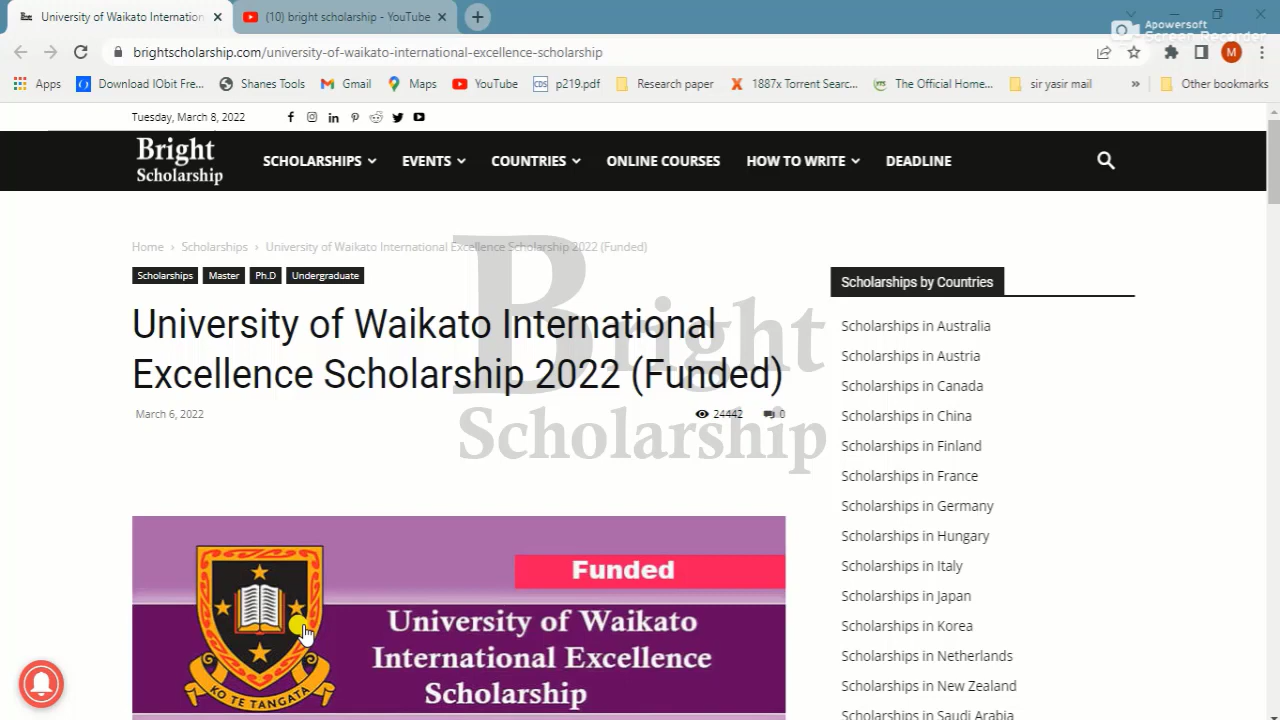 University of Waikato Internation
(10) bright scholarship - YouTube
Apowersoft
Screen Recorder
brightscholarship.com/university-of-waikato-international-excellence-scholarship
M
Apps
Download IObit Fre...
Shanes Tools
Gmail
Maps
YouTube
CDS
p219.pdf
Research paper
1887x Torrent Searc...
The Official Home...
sir yasir mail
»
Other bookmarks
Tuesday, March 8, 2022
Bright
Scholarship
SCHOLARSHIPS
EVENTS
COUNTRIES
ONLINE COURSES
HOW TO WRITE
DEADLINE
Home › Scholarships › University of Waikato International Excellence Scholarship 2022 (Funded)
Scholarships
Master
Ph.D
Undergraduate
University of Waikato International
Excellence Scholarship 2022 (Funded)
March 6, 2022
24442
0
Bright
Scholarship
Funded
University of Waikato
International Excellence
Scholarship
KO TE TANGATA
Scholarships by Countries
Scholarships in Australia
Scholarships in Austria
Scholarships in Canada
Scholarships in China
Scholarships in Finland
Scholarships in France
Scholarships in Germany
Scholarships in Hungary
Scholarships in Italy
Scholarships in Japan
Scholarships in Korea
Scholarships in Netherlands
Scholarships in New Zealand
Scholarships in Saudi Arabia